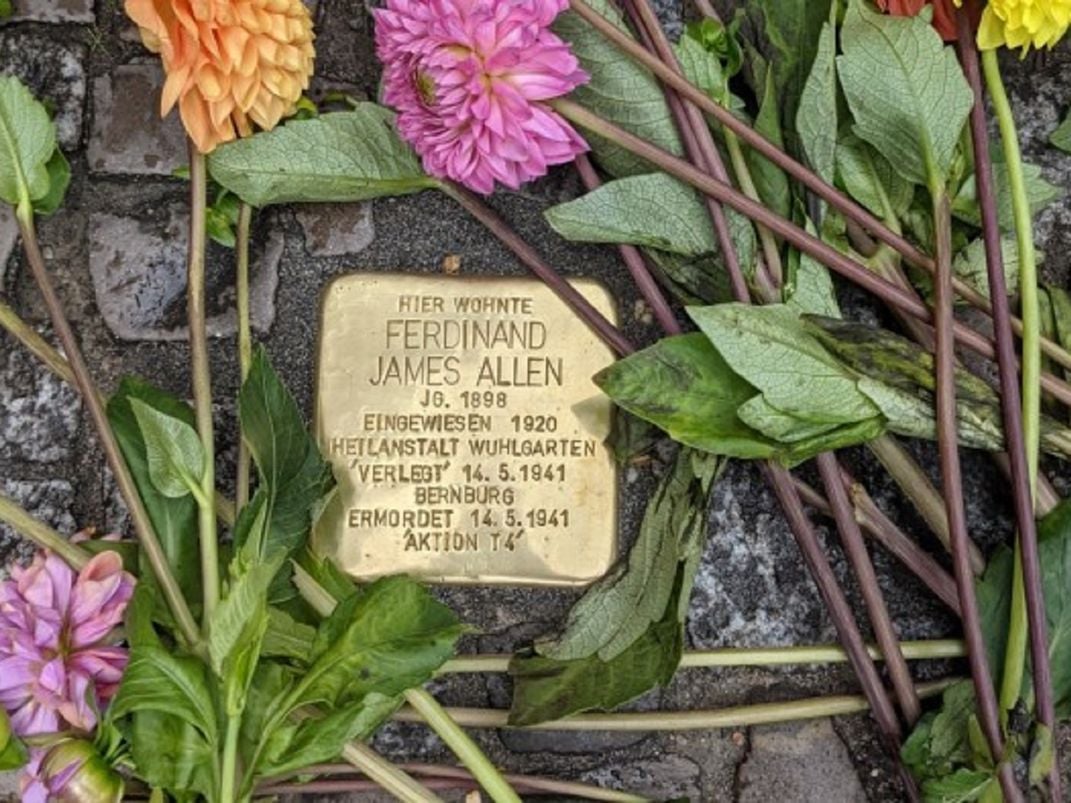 HIER WOHNTE
FERDINAND
JAMES ALLEN
JG. 1898
EINGEWIESEN 1920
HEILANSTALT WUHLGARTEN
'VERLEGT' 14.5.1941
BERNBURG
ERMORDET 14.5.1941
'AKTION T4'